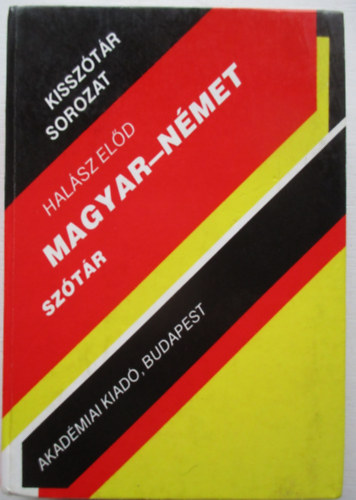 KISSZÓTÁR
SOROZAT
HALÁSZ ELŐD
MAGYAR–NÉMET
SZÓTÁR
AKADÉMIAI KIADÓ, BUDAPEST